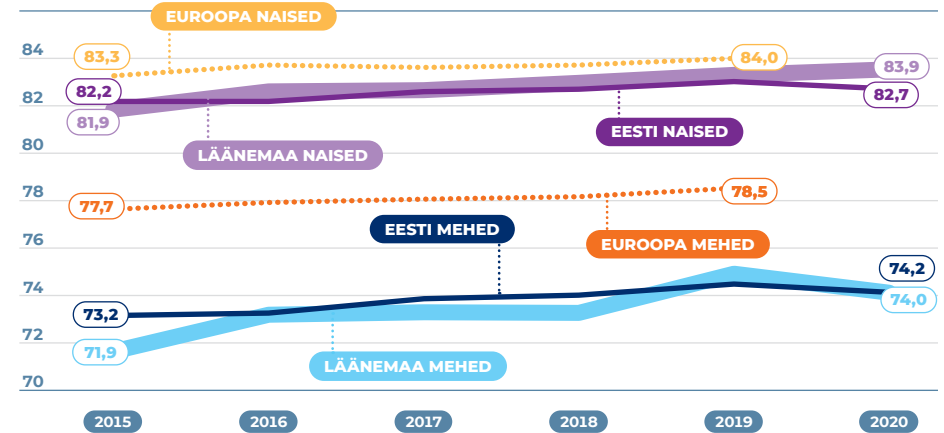 EUROOPA NAISED
84
83,3
84,0
83,9
82,2
82
82,7
81,9
EESTI NAISED
LÄÄNEMAA NAISED
80
78
77,7
78,5
EESTI MEHED
76
EUROOPA MEHED
74,2
74
74,0
73,2
72
71,9
LÄÄNEMAA MEHED
70
2015 2016 2017 2018 2019 2020